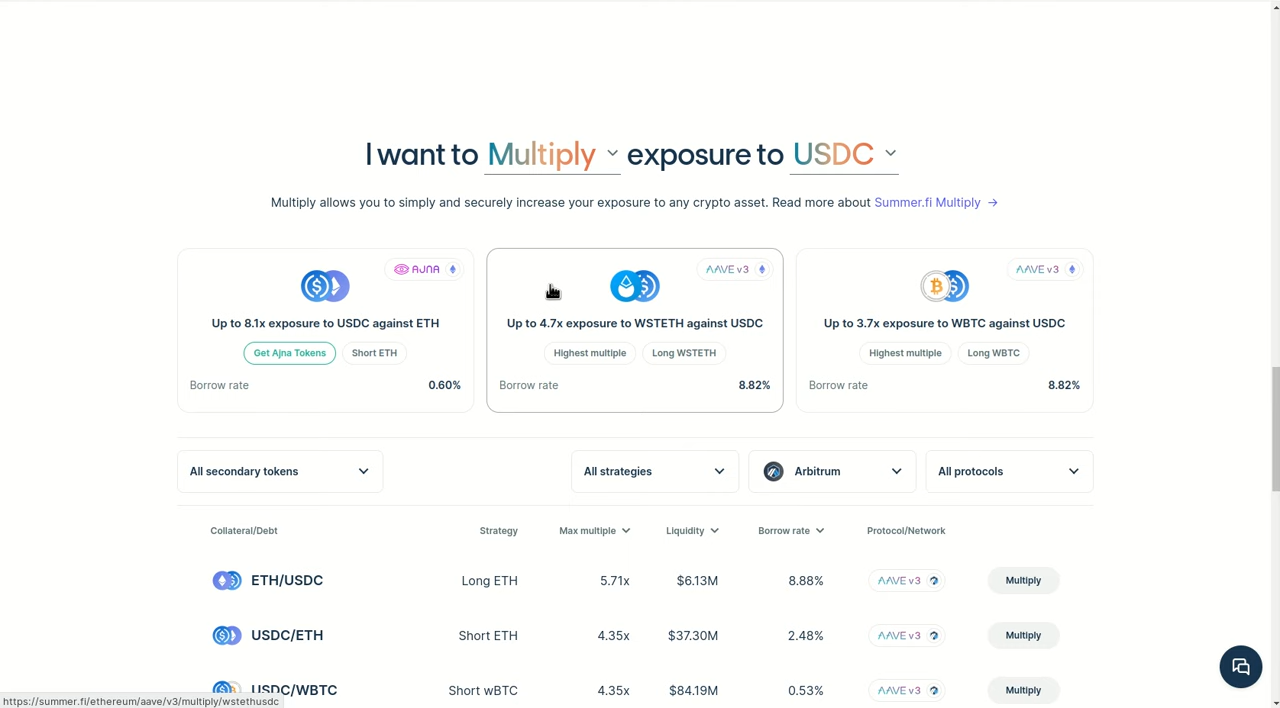 I want to Multiply exposure to USDC
Multiply allows you to simply and securely increase your exposure to any crypto asset. Read more about Summer.fi Multiply →
AJNA
Up to 8.1x exposure to USDC against ETH
Get Ajna Tokens Short ETH
Borrow rate 0.60%
AAVE v3
Up to 4.7x exposure to WSTETH against USDC
Highest multiple Long WSTETH
Borrow rate 8.82%
AAVE v3
Up to 3.7x exposure to WBTC against USDC
Highest multiple Long WBTC
Borrow rate 8.82%
All secondary tokens All strategies Arbitrum All protocols
Collateral/Debt Strategy Max multiple Liquidity Borrow rate Protocol/Network
ETH/USDC Long ETH 5.71x $6.13M 8.88% AAVE v3 Multiply
USDC/ETH Short ETH 4.35x $37.30M 2.48% AAVE v3 Multiply
USDC/WBTC Short wBTC 4.35x $84.19M 0.53% AAVE v3 Multiply
https://summer.fi/ethereum/aave/v3/multiply/wstethusdc